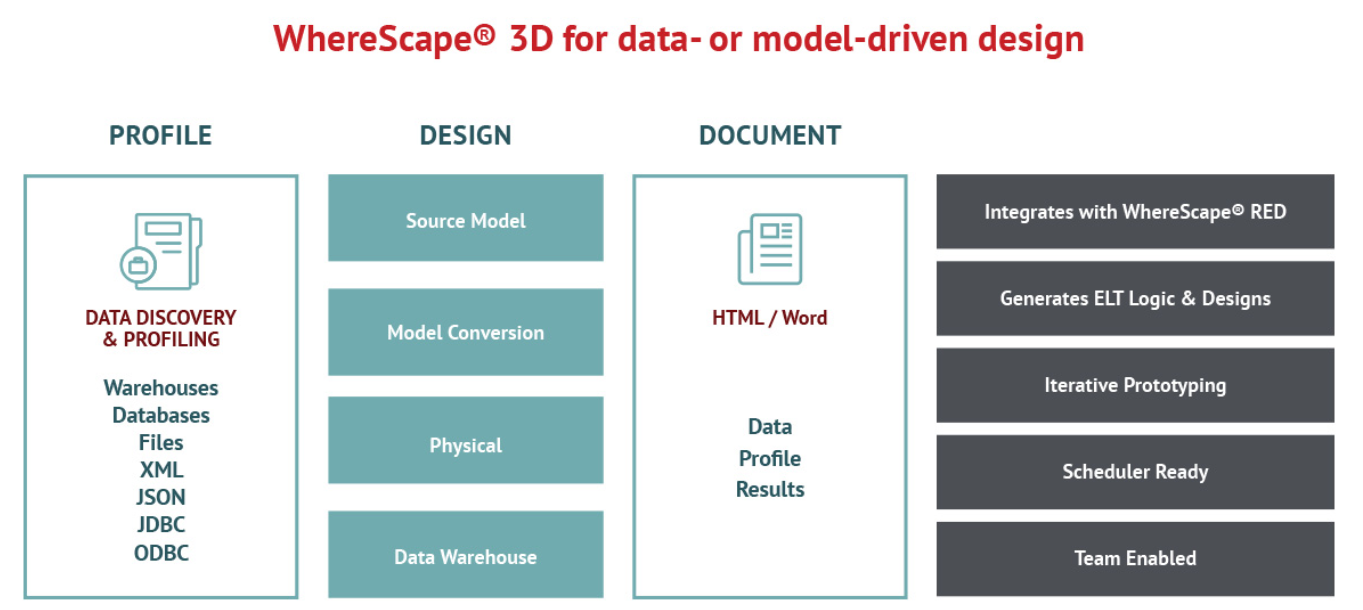 WhereScape® 3D for data- or model-driven design
PROFILE
DATA DISCOVERY
& PROFILING
Warehouses
Databases
Files
XML
JSON
JDBC
ODBC
DESIGN
Source Model
Model Conversion
Physical
Data Warehouse
DOCUMENT
HTML / Word
Data
Profile
Results
Integrates with WhereScape® RED
Generates ELT Logic & Designs
Iterative Prototyping
Scheduler Ready
Team Enabled